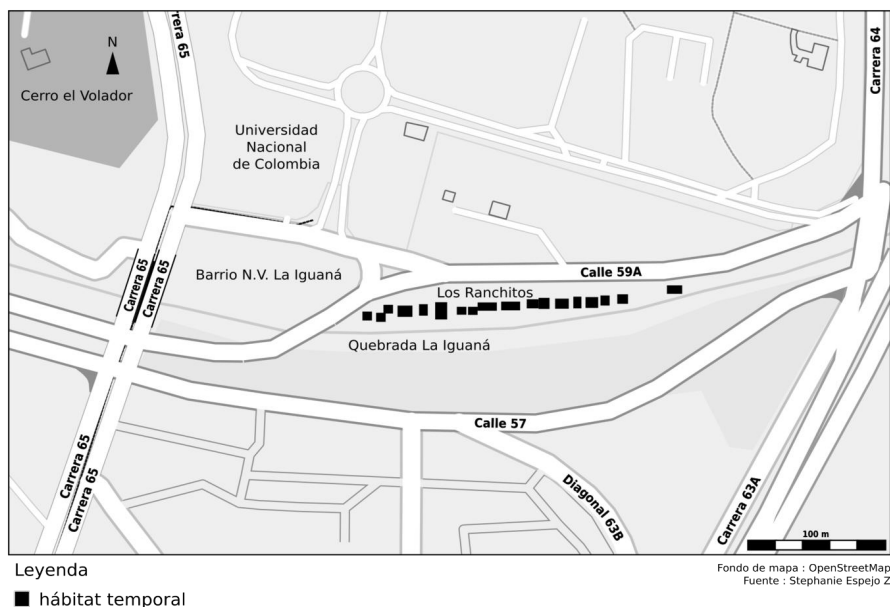 Carrera 65
Carrera 64
N
Cerro el Volador
Universidad
Nacional
de Colombia
Carrera 65
Carrera 65
Barrio N.V. La Iguaná
Calle 59A
Los Ranchitos
Quebrada La Iguaná
Calle 57
Carrera 65
Carrera 65
Diagonal 63B
Carrera 63A
100 m
Leyenda
hábitat temporal
Fondo de mapa : OpenStreetMap
Fuente : Stephanie Espejo Z